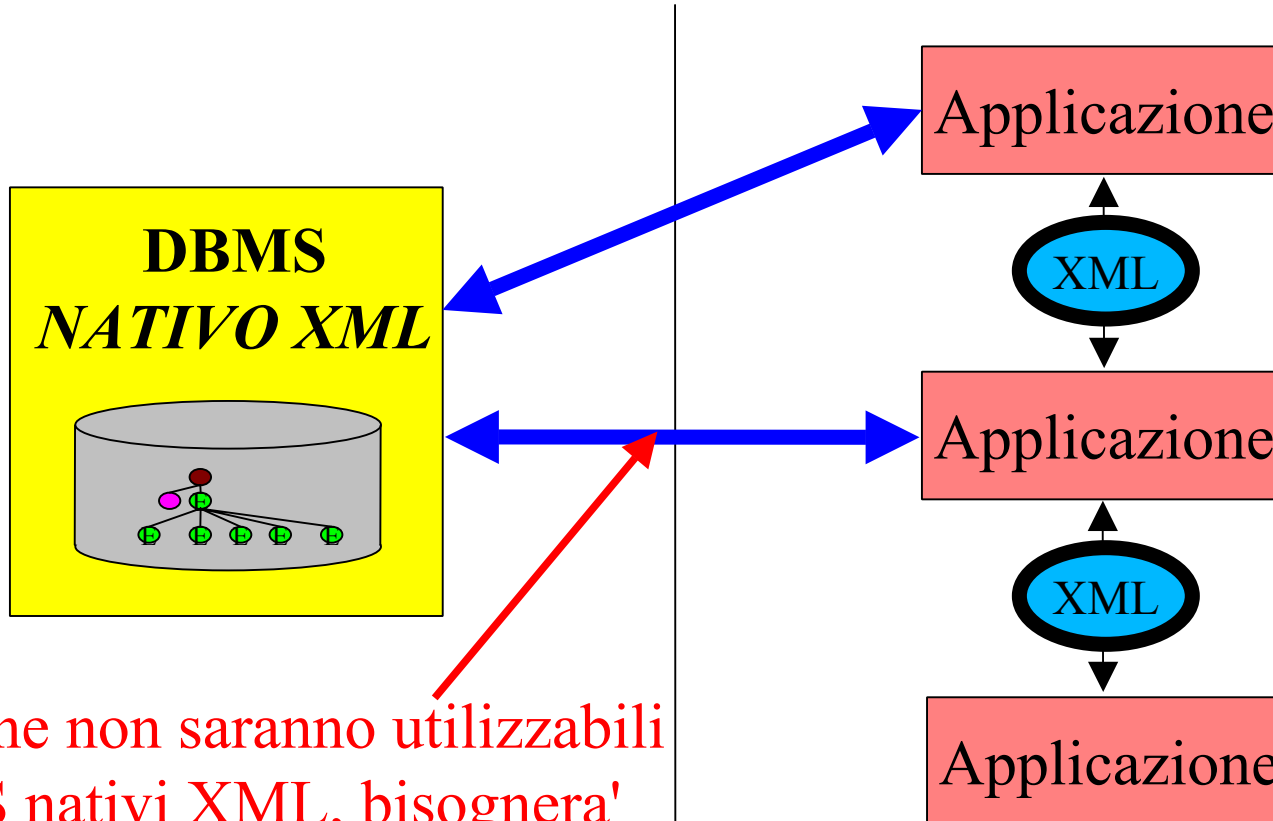 Applicazione
DBMS
NATIVO XML
XML
Applicazione
E
E E E E E
XML
non saranno utilizzabili
nativi XML, bisognera'
Applicazione